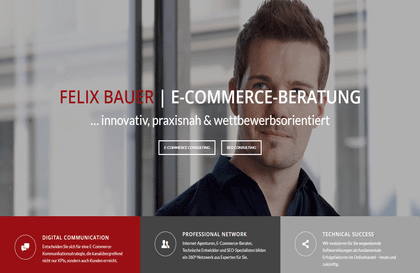 FELIX BAUER | E-COMMERCE-BERATUNG
... innovativ, praxisnah & wettbewerbsorientiert
E-COMMERCE CONSULTING
SEO CONSULTING
DIGITAL COMMUNICATION
Entscheiden Sie sich für eine E-Commerce-
Kommunikationsstrategie, die kanalübergreifend
nicht nur KPIs, sondern auch Kunden erreicht.
PROFESSIONAL NETWORK
Internet Agenturen, E-Commerce-Berater,
Technische Entwickler und SEO-Spezialisten bilden
ein 360°-Netzwerk aus Experten für Sie.
TECHNICAL SUCCESS
Wir evaluieren für Sie wegweisende
Softwarelösungen als fundamentale
Erfolgsfaktoren im Onlinehandel – heute und
zukünftig.